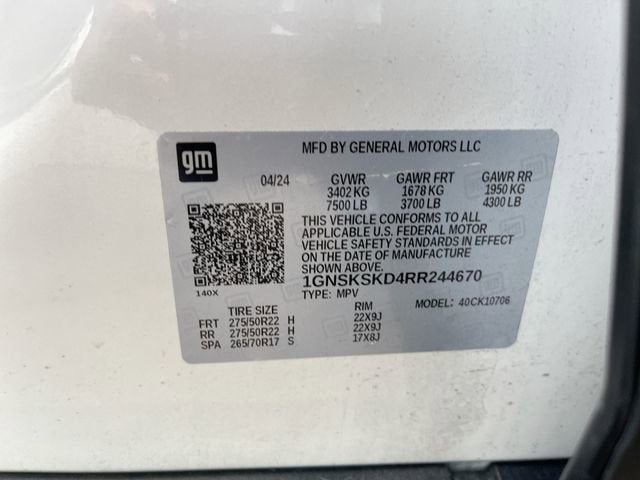 gm
MFD BY GENERAL MOTORS LLC
04/24 GVWR GAWR FRT GAWR RR
3402 KG 1678 KG 1950 KG
7500 LB 3700 LB 4300 LB
THIS VEHICLE CONFORMS TO ALL
APPLICABLE U.S. FEDERAL MOTOR
VEHICLE SAFETY STANDARDS IN EFFECT
ON THE DATE OF MANUFACTURE
SHOWN ABOVE
1GNSKSKD4RR244670
140X
TYPE: MPV MODEL: 40CK10706
TIRE SIZE RIM
FRT 275/50R22 H 22X9J
RR 275/50R22 H 22X9J
SPA 265/70R17 S 17X8J